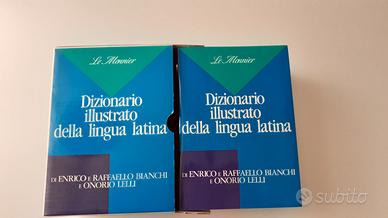 Le Monnier
Dizionario
illustrato
della lingua latina
DI ENRICO E RAFFAELLO BIANCHI
E ONORIO LELLI
Le Monnier
Dizionario
illustrato
della lingua latina
DI ENRICO E RAFFAELLO BIANCHI
E ONORIO LELLI
subito